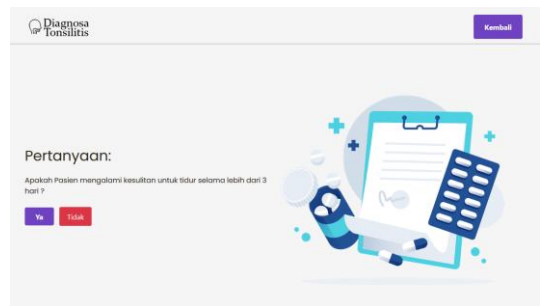 Diagnosa
Tonsilitis
Kembali
Pertanyaan:
Apakah Pasien mengalami kesulitan untuk tidur selama lebih dari 3
hari ?
Ya
Tidak